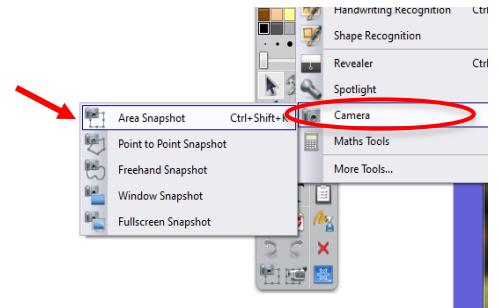 Handwriting Recognition Ctrl
Shape Recognition
Revealer Ctrl
Spotlight
Camera
Maths Tools
More Tools...
Area Snapshot Ctrl+Shift+K
Point to Point Snapshot
Freehand Snapshot
Window Snapshot
Fullscreen Snapshot